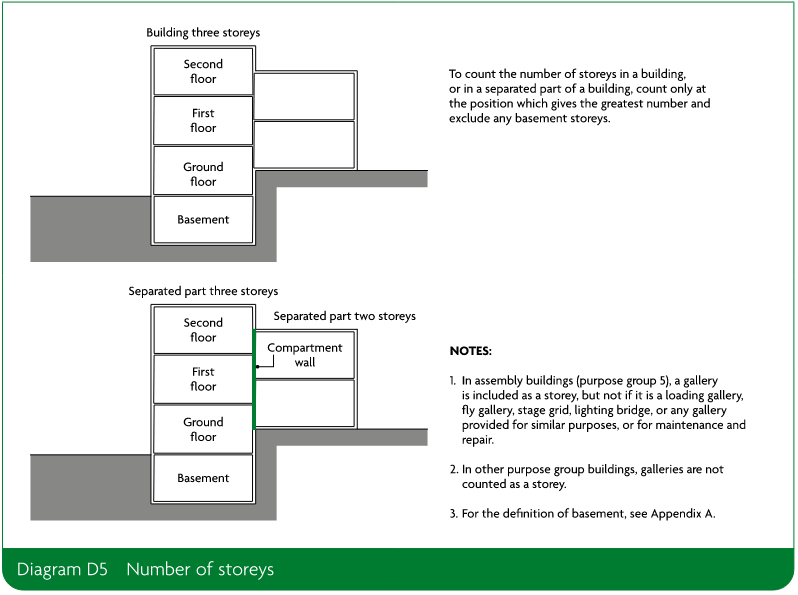 Building three storeys
Second
floor
First
floor
Ground
floor
Basement
To count the number of storeys in a building,
or in a separated part of a building, count only at
the position which gives the greatest number and
exclude any basement storeys.
Separated part three storeys
Separated part two storeys
Second
floor
Compartment
wall
First
floor
Ground
floor
Basement
NOTES:
1. In assembly buildings (purpose group 5), a gallery
is included as a storey, but not if it is a loading gallery,
fly gallery, stage grid, lighting bridge, or any gallery
provided for similar purposes, or for maintenance and
repair.
2. In other purpose group buildings, galleries are not
counted as a storey.
3. For the definition of basement, see Appendix A.
Diagram D5 Number of storeys